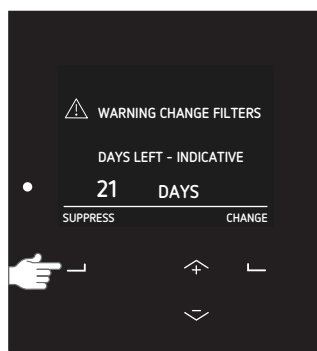 WARNING CHANGE FILTERS
DAYS LEFT - INDICATIVE
21 DAYS
SUPPRESS CHANGE